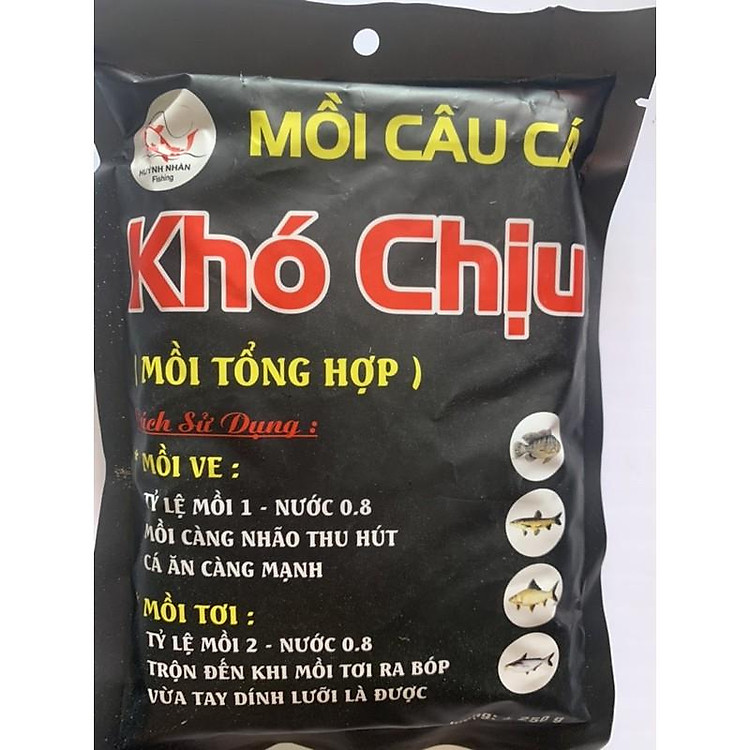 HUỲNH NHÂN
Fishing
MỒI CÂU CÁ
Khó Chịu
( MỒI TỔNG HỢP )
Cách Sử Dụng :
* MỒI VE :
TỶ LỆ MỒI 1 - NƯỚC 0.8
MỒI CÀNG NHÃO THU HÚT
CÁ ĂN CÀNG MẠNH
* MỒI TƠI :
TỶ LỆ MỒI 2 - NƯỚC 0.8
TRỘN ĐẾN KHI MỒI TƠI RA BÓP
VỪA TAY DÍNH LƯỠI LÀ ĐƯỢC
± 250 g